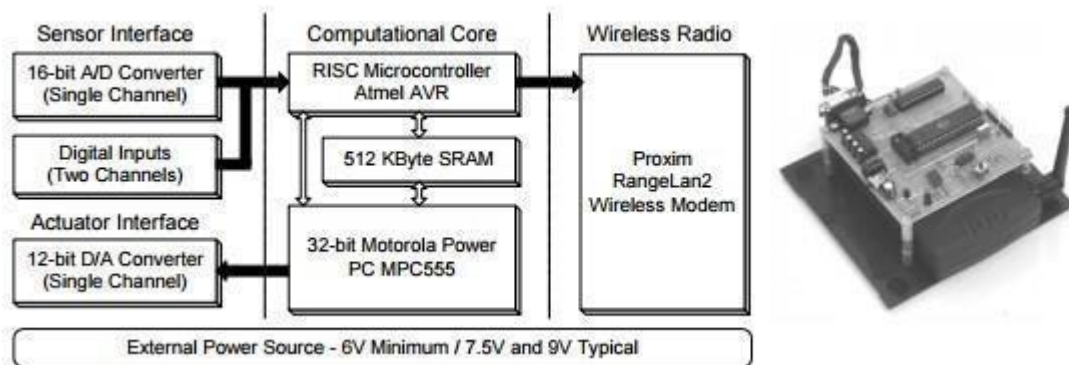 Sensor Interface
16-bit A/D Converter
(Single Channel)
Digital Inputs
(Two Channels)
Actuator Interface
12-bit D/A Converter
(Single Channel)
Computational Core
RISC Microcontroller
Atmel AVR
512 KByte SRAM
32-bit Motorola Power
PC MPC555
Wireless Radio
Proxim
RangeLan2
Wireless Modem
External Power Source - 6V Minimum / 7.5V and 9V Typical